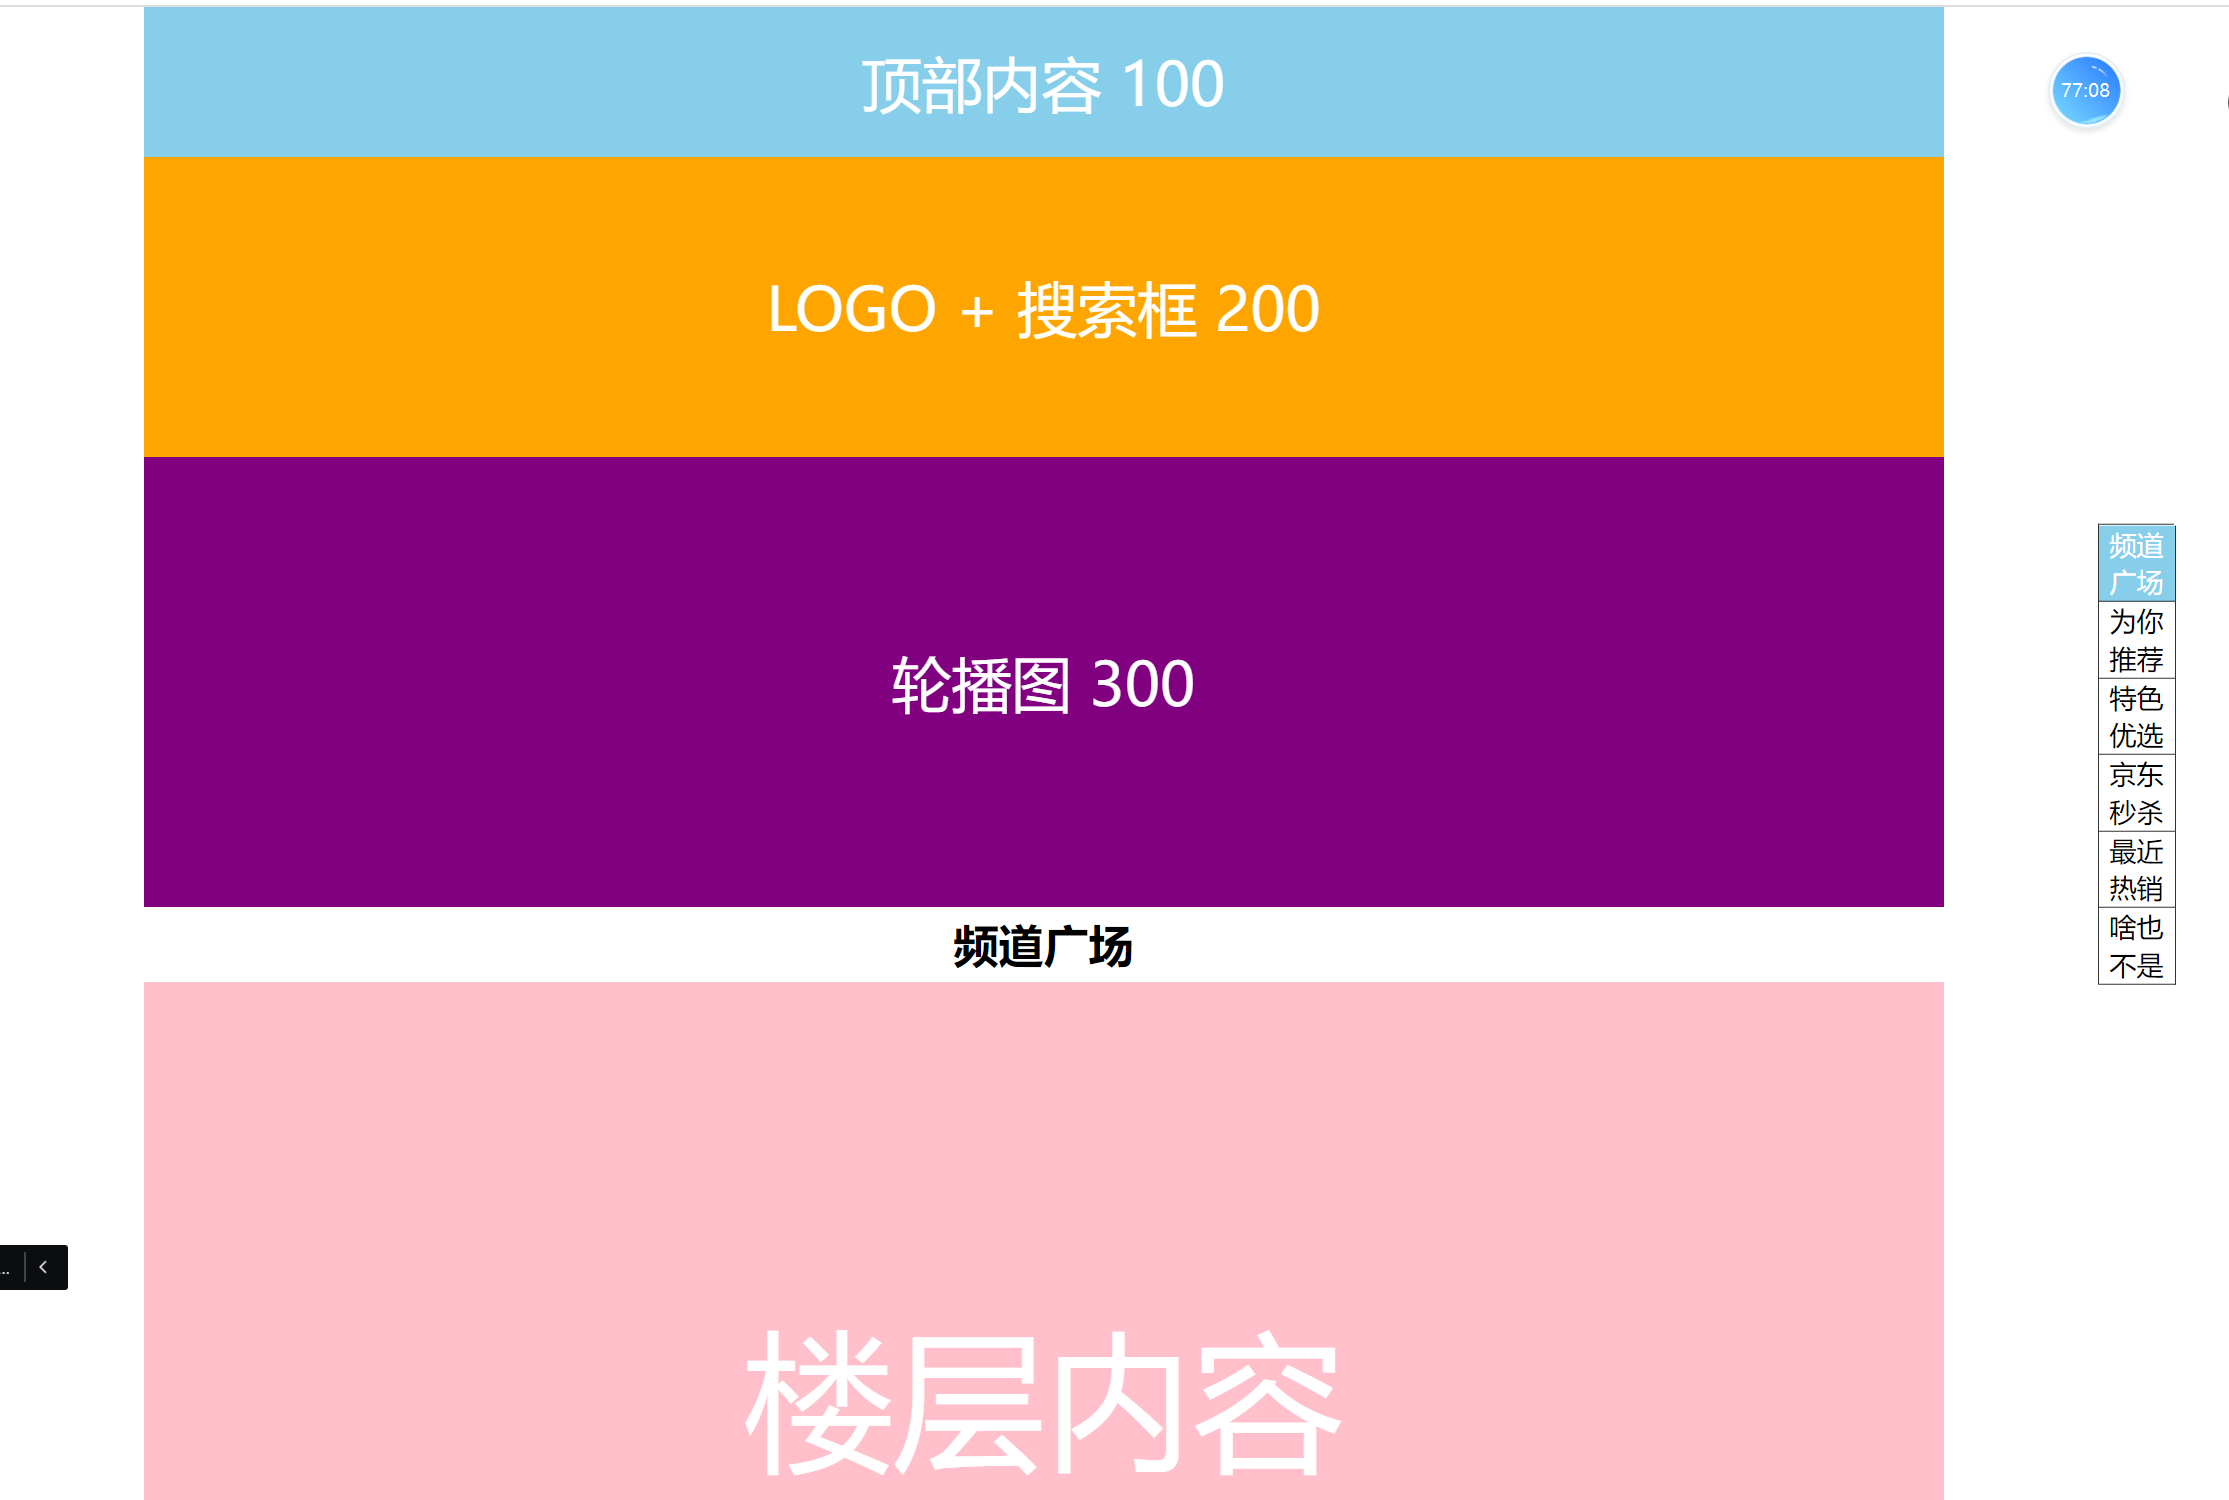 顶部内容 100
77:08
LOGO + 搜索框 200
轮播图 300
频道
广场
为你
推荐
特色
优选
京东
秒杀
最近
热销
啥也
不是
频道广场
...
楼层内容